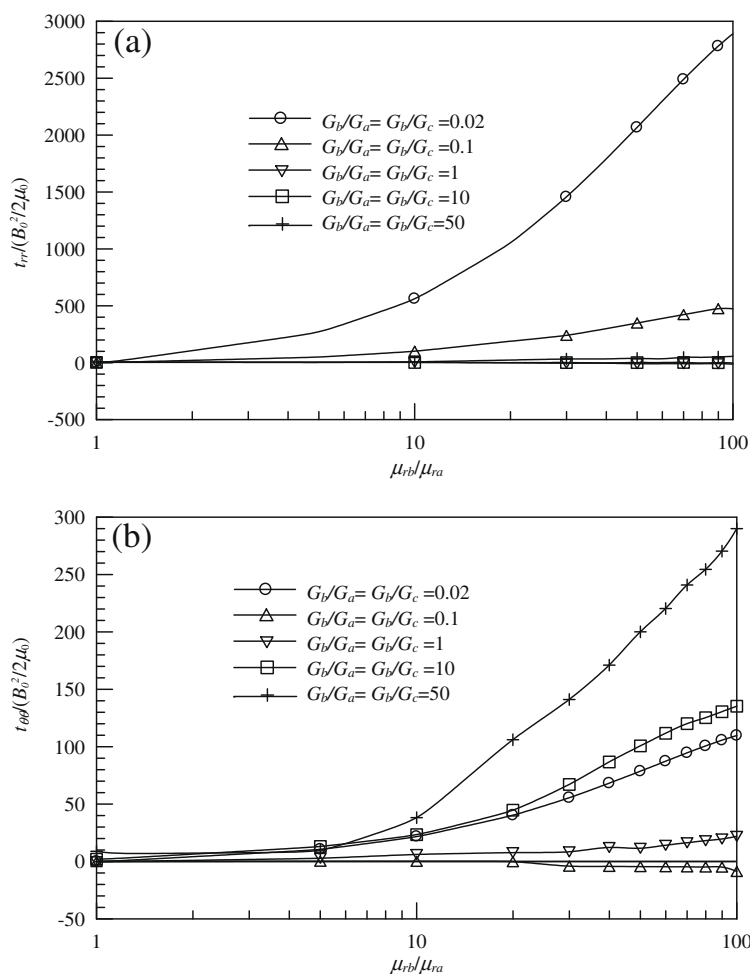 (a)
3000
2500
2000
1500
1000
500
0
-500
t_rr/(B_0^2/2μ_0)
G_b/G_a= G_b/G_c =0.02
G_b/G_a= G_b/G_c =0.1
G_b/G_a= G_b/G_c =1
G_b/G_a= G_b/G_c =10
G_b/G_a= G_b/G_c=50
1
10
100
μ_rb/μ_ra
(b)
300
250
200
150
100
50
0
-50
t_θθ/(B_0^2/2μ_0)
G_b/G_a= G_b/G_c =0.02
G_b/G_a= G_b/G_c =0.1
G_b/G_a= G_b/G_c =1
G_b/G_a= G_b/G_c =10
G_b/G_a= G_b/G_c=50
1
10
100
μ_rb/μ_ra